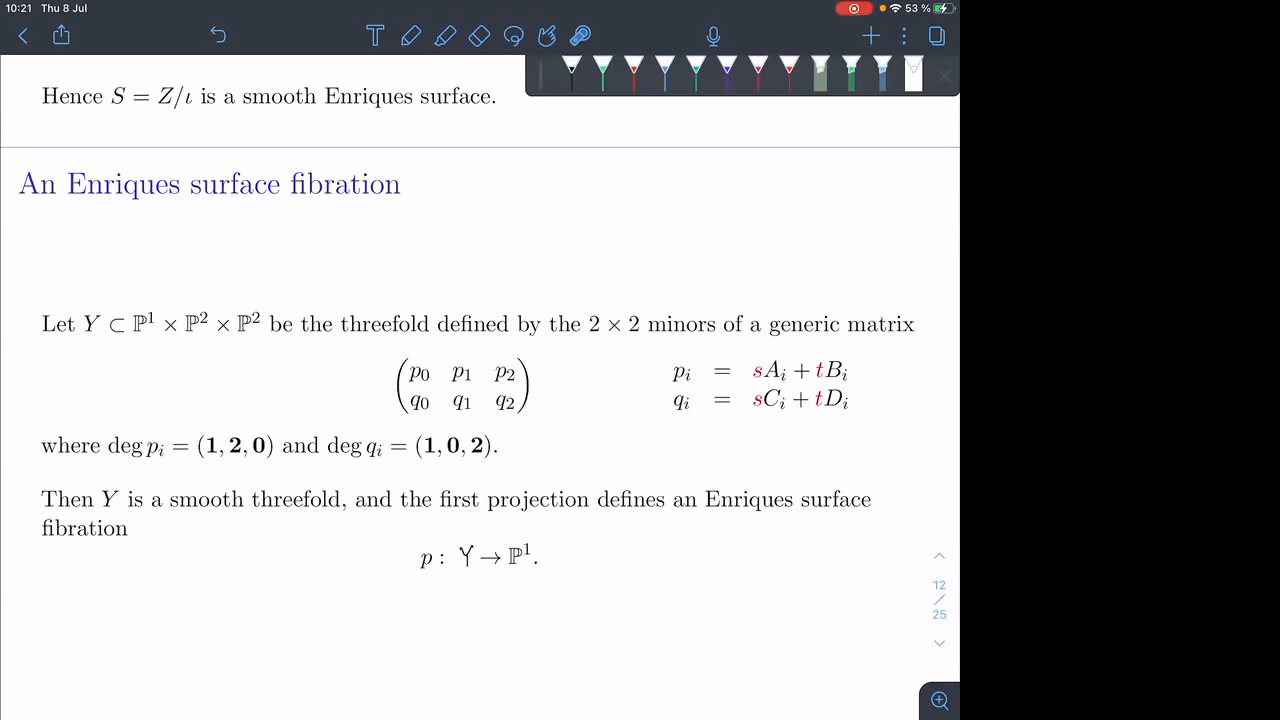 10:21 Thu 8 Jul
53 %
T
Hence S = Z/ι is a smooth Enriques surface.
An Enriques surface fibration
Let Y ⊂ ℙ¹ × ℙ² × ℙ² be the threefold defined by the 2 × 2 minors of a generic matrix
p₀ p₁ p₂ pᵢ = sAᵢ + tBᵢ
q₀ q₁ q₂ qᵢ = sCᵢ + tDᵢ
where deg pᵢ = (1, 2, 0) and deg qᵢ = (1, 0, 2).
Then Y is a smooth threefold, and the first projection defines an Enriques surface
fibration
p : Y → ℙ¹.
12
/
25